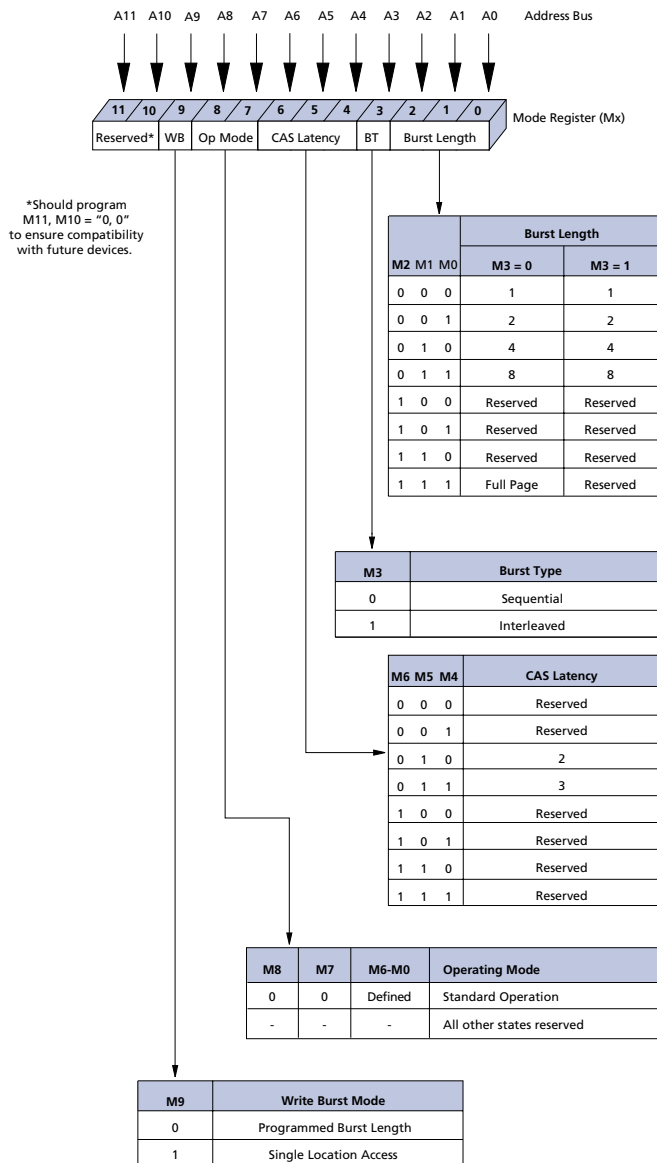 A11 A10 A9 A8 A7 A6 A5 A4 A3 A2 A1 A0 Address Bus
11 10 9 8 7 6 5 4 3 2 1 0
Mode Register (Mx)
Reserved* WB Op Mode CAS Latency BT Burst Length
*Should program
M11, M10 = "0, 0"
to ensure compatibility
with future devices.
Burst Length
M2 M1 M0 M3 = 0 M3 = 1
0 0 0 1 1
0 0 1 2 2
0 1 0 4 4
0 1 1 8 8
1 0 0 Reserved Reserved
1 0 1 Reserved Reserved
1 1 0 Reserved Reserved
1 1 1 Full Page Reserved
M3 Burst Type
0 Sequential
1 Interleaved
M6 M5 M4 CAS Latency
0 0 0 Reserved
0 0 1 Reserved
0 1 0 2
0 1 1 3
1 0 0 Reserved
1 0 1 Reserved
1 1 0 Reserved
1 1 1 Reserved
M8 M7 M6-M0 Operating Mode
0 0 Defined Standard Operation
- - - All other states reserved
M9 Write Burst Mode
0 Programmed Burst Length
1 Single Location Access